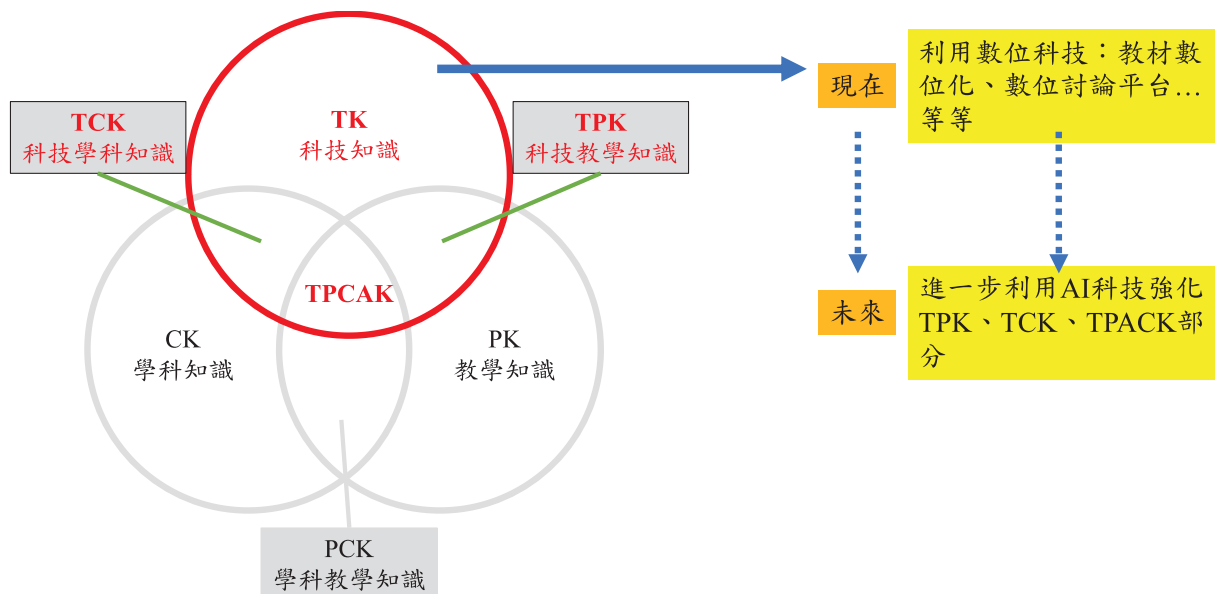 TK
科技知識
TCK
科技學科知識
TPK
科技教學知識
TPCAK
CK
學科知識
PK
教學知識
PCK
學科教學知識
現在
利用數位科技：教材數
位化、數位討論平台...
等等
未來
進一步利用AI科技強化
TPK、TCK、TPACK部
分